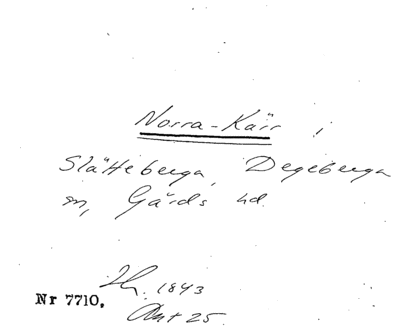 Norra-Kärr i
Slätteberga, Degeberga
sn, Gärds hd.
1843
Nr 7710.
Akt 25